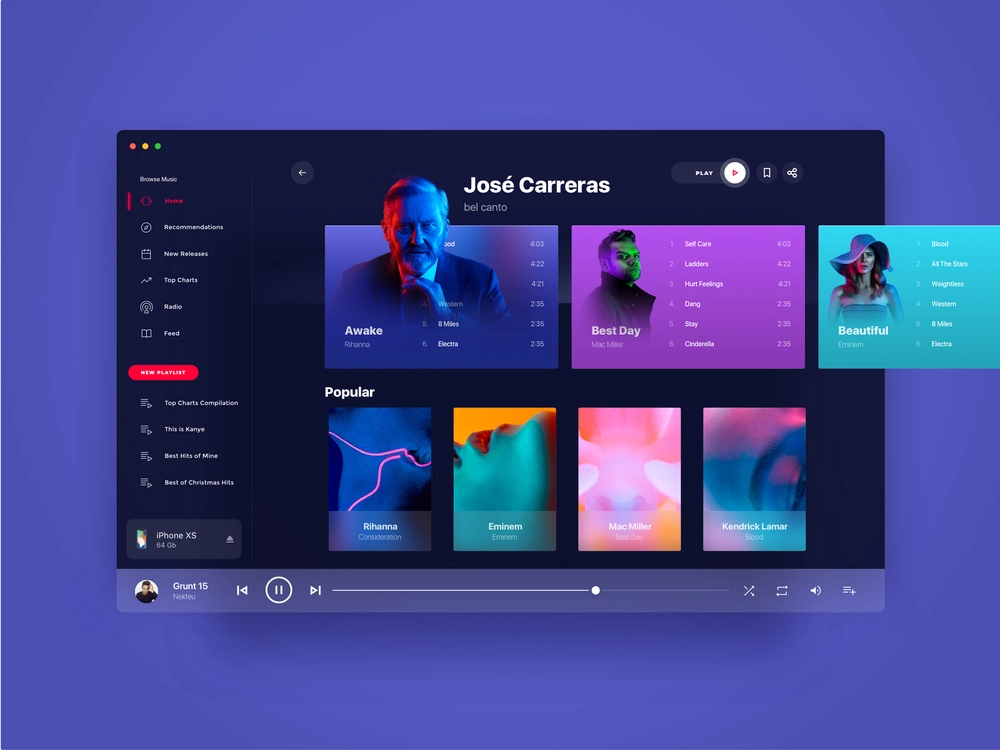 Browse Music
Home
Recommendations
New Releases
Top Charts
Radio
Feed
NEW PLAYLIST
Top Charts Compilation
This is Kanye
Best Hits of Mine
Best of Christmas Hits
iPhone XS
64 Gb
José Carreras
bel canto
PLAY
ood 4:03
4:22
4:21
4. Western 2:35
5. 8 Miles 2:35
6. Electra 2:35
Awake
Rihanna
1. Self Care 4:03
2. Ladders 4:22
3. Hurt Feelings 4:21
4. Dang 2:35
5. Stay 2:35
6. Cinderella 2:35
Best Day
Mac Miller
1. Blood
2. All The Stars
3. Weightless
4. Western
5. 8 Miles
6. Electra
Beautiful
Eminem
Popular
Rihanna
Consideration
Eminem
Eminem
Mac Miller
Best Day
Kendrick Lamar
Blood
Grunt 15
Nekfeu